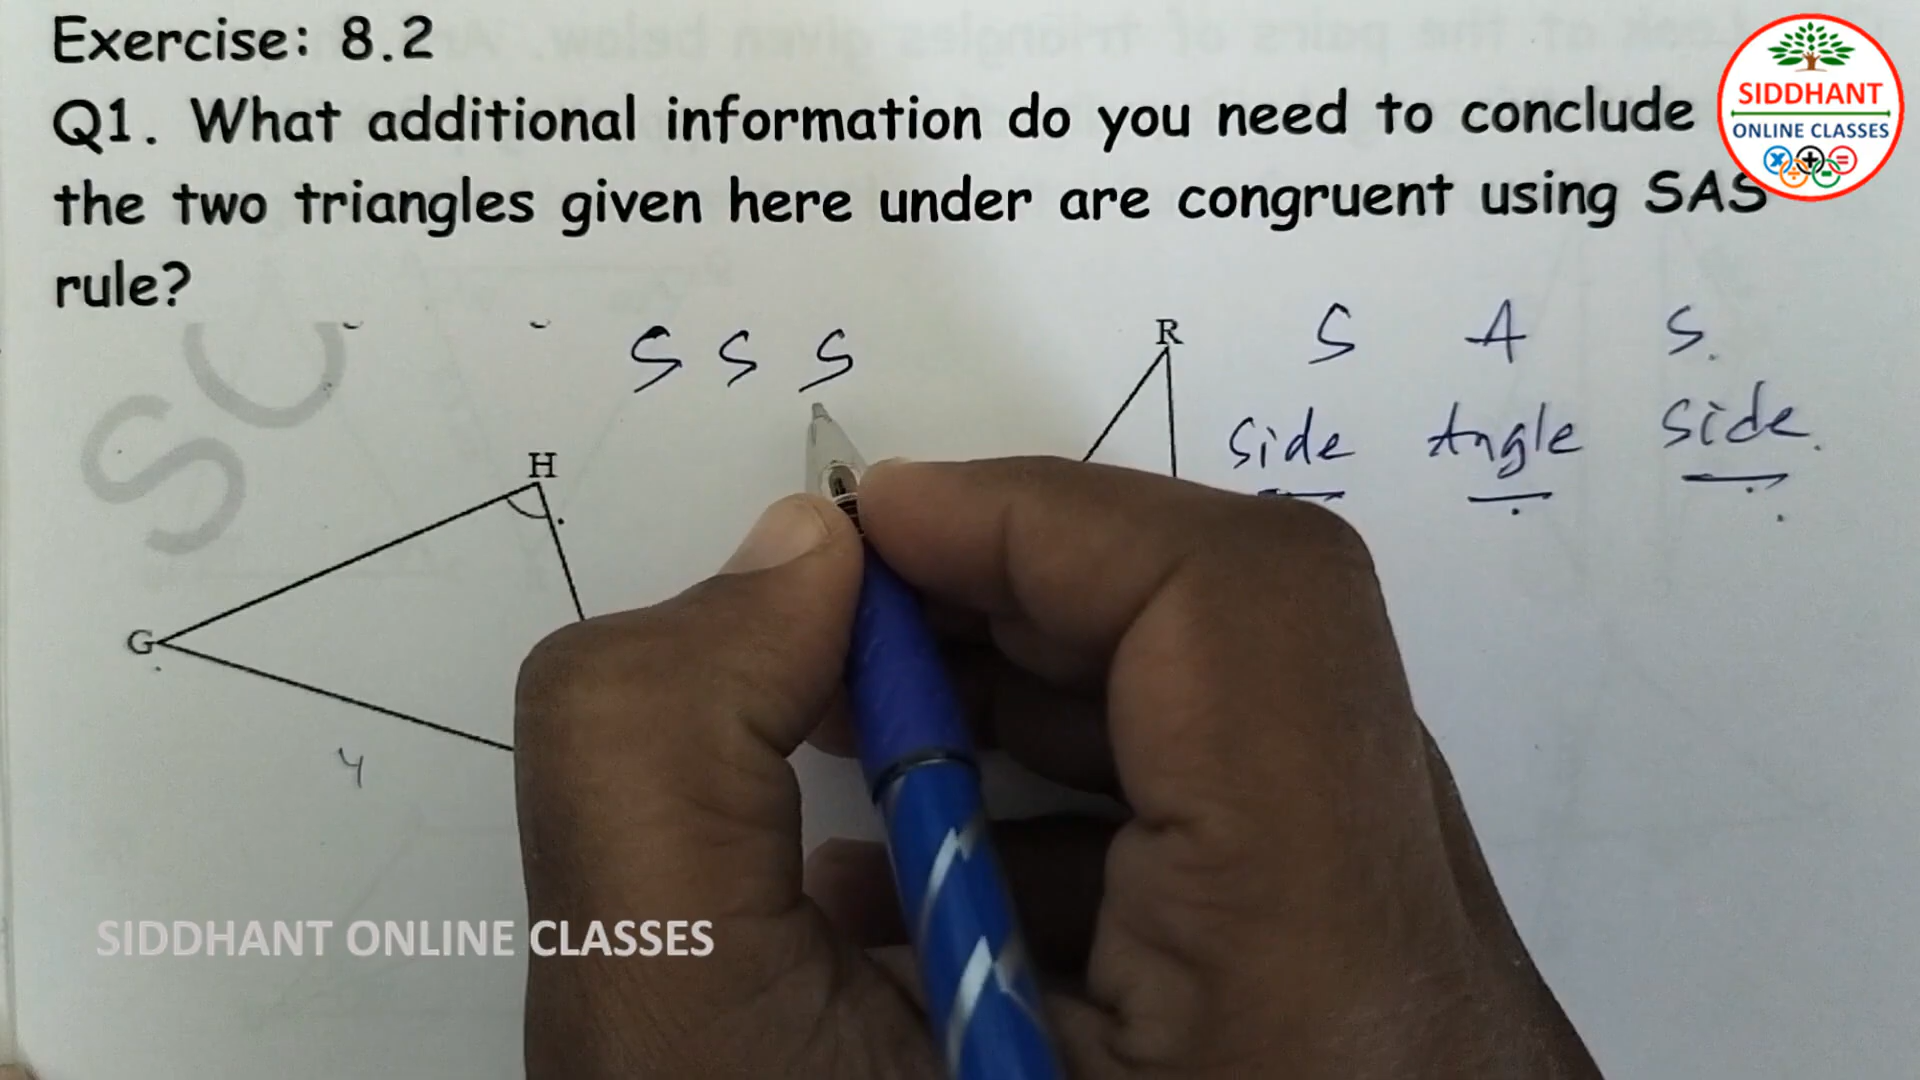 Exercise: 8.2
Q1. What additional information do you need to conclude
the two triangles given here under are congruent using SAS
rule?
SIDDHANT
ONLINE CLASSES
SC
S S S
R
S A S.
Side Angle Side.
H
G
4
SIDDHANT ONLINE CLASSES